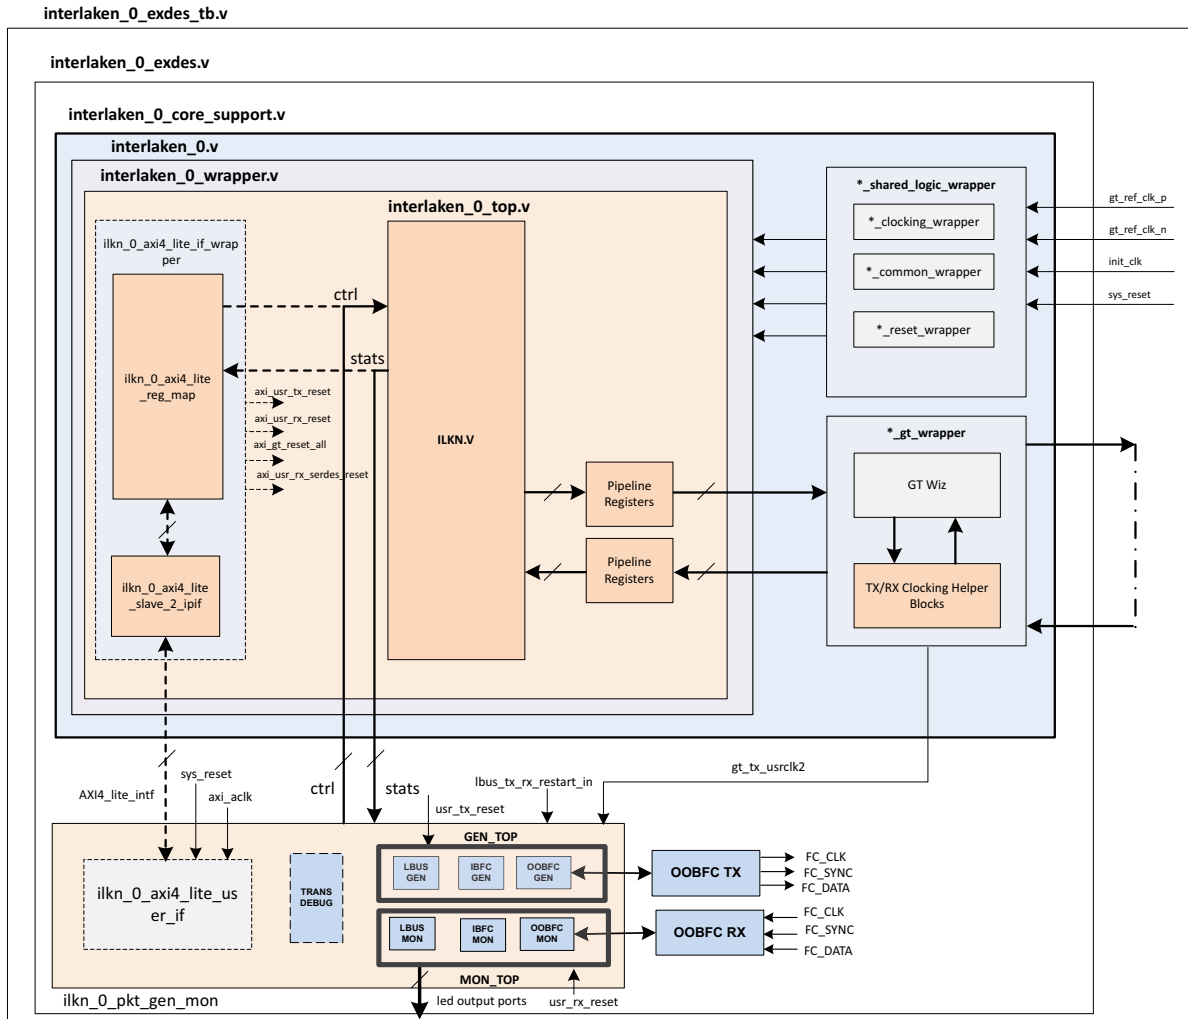 interlaken_0_exdes_tb.v
interlaken_0_exdes.v
interlaken_0_core_support.v
interlaken_0.v
interlaken_0_wrapper.v
interlaken_0_top.v
ilkn_0_axi4_lite_if_wrap
per
ilkn_0_axi4_lite
_reg_map
ctrl
stats
axi_usr_tx_reset
axi_usr_rx_reset
axi_gt_reset_all
axi_usr_rx_serdes_reset
ilkn_0_axi4_lite
_slave_2_ipif
ILKN.V
Pipeline
Registers
Pipeline
Registers
*_shared_logic_wrapper
*_clocking_wrapper
*_common_wrapper
*_reset_wrapper
gt_ref_clk_p
gt_ref_clk_n
init_clk
sys_reset
*_gt_wrapper
GT Wiz
TX/RX Clocking Helper
Blocks
gt_tx_usrclk2
AXI4_lite_intf
sys_reset
axi_aclk
ctrl
stats
lbus_tx_rx_restart_in
usr_tx_reset
GEN_TOP
LBUS
GEN
IBFC
GEN
OOBFC
GEN
ilkn_0_axi4_lite_us
er_if
TRANS
DEBUG
LBUS
MON
IBFC
MON
OOBFC
MON
MON_TOP
OOBFC TX
FC_CLK
FC_SYNC
FC_DATA
OOBFC RX
FC_CLK
FC_SYNC
FC_DATA
ilkn_0_pkt_gen_mon
led output ports
usr_rx_reset